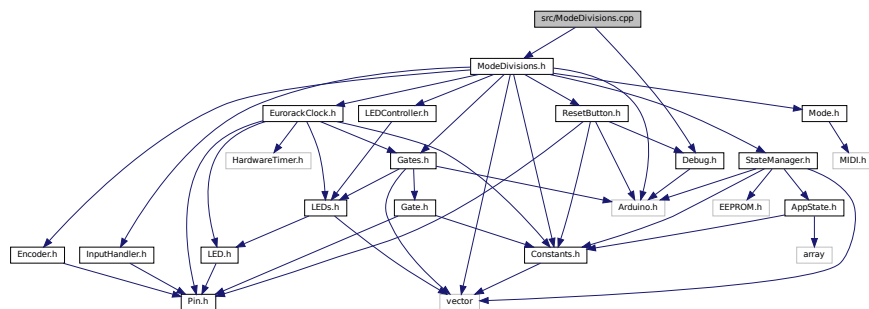 src/ModeDivisions.cpp
ModeDivisions.h
EurorackClock.h
LEDController.h
ResetButton.h
Mode.h
HardwareTimer.h
Gates.h
Debug.h
StateManager.h
MIDI.h
LEDs.h
Gate.h
Arduino.h
EEPROM.h
AppState.h
Encoder.h
InputHandler.h
LED.h
Constants.h
array
Pin.h
vector